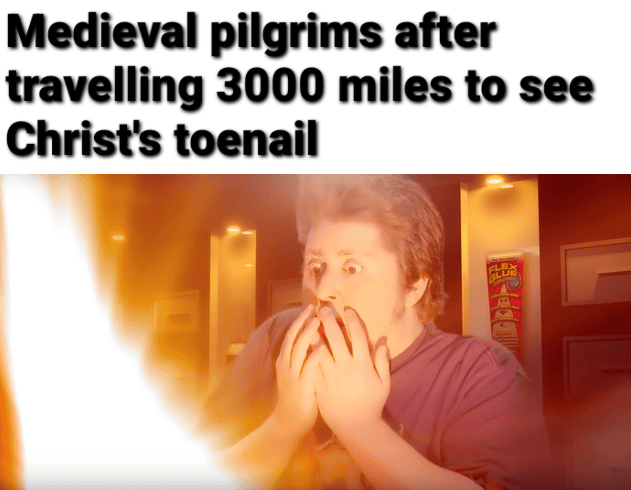 Medieval pilgrims after
travelling 3000 miles to see
Christ's toenail
FLEX
GLUE